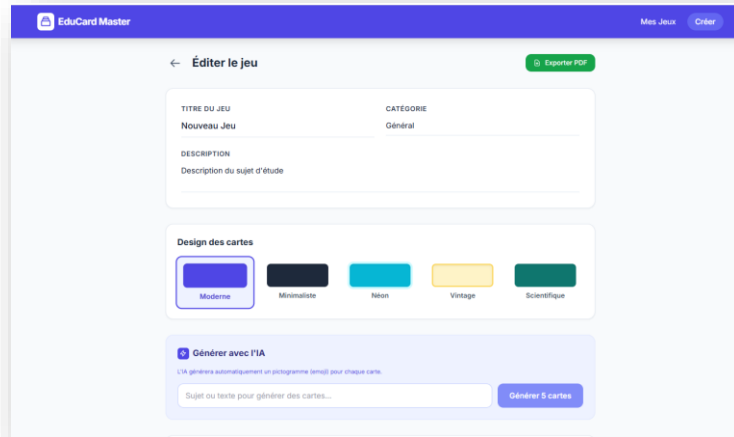 EduCard Master
Mes Jeux
Créer
← Éditer le jeu
Exporter PDF
TITRE DU JEU
CATÉGORIE
Nouveau Jeu
Général
DESCRIPTION
Description du sujet d'étude
Design des cartes
Moderne
Minimaliste
Néon
Vintage
Scientifique
Générer avec l'IA
L'IA générera automatiquement un pictogramme (emoji) pour chaque carte.
Sujet ou texte pour générer des cartes...
Générer 5 cartes